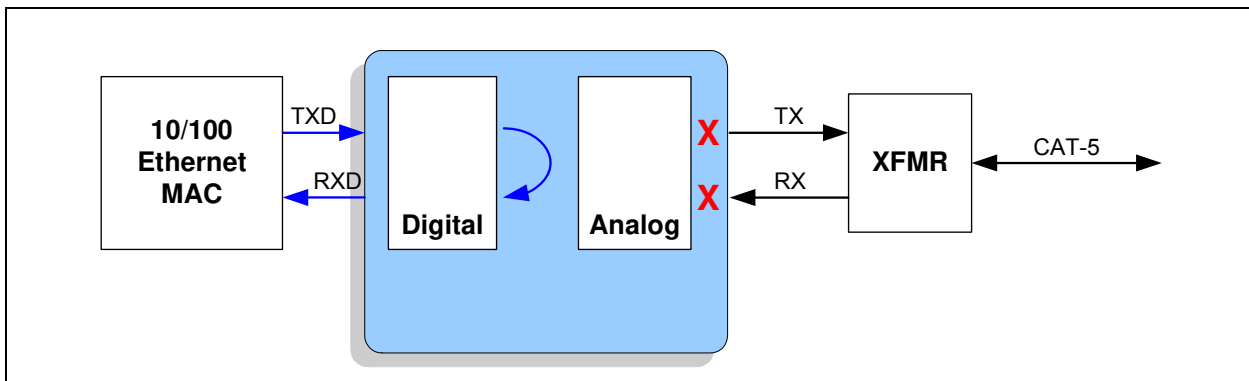 10/100
Ethernet
MAC
TXD
RXD
Digital
Analog
X
X
TX
RX
XFMR
CAT-5